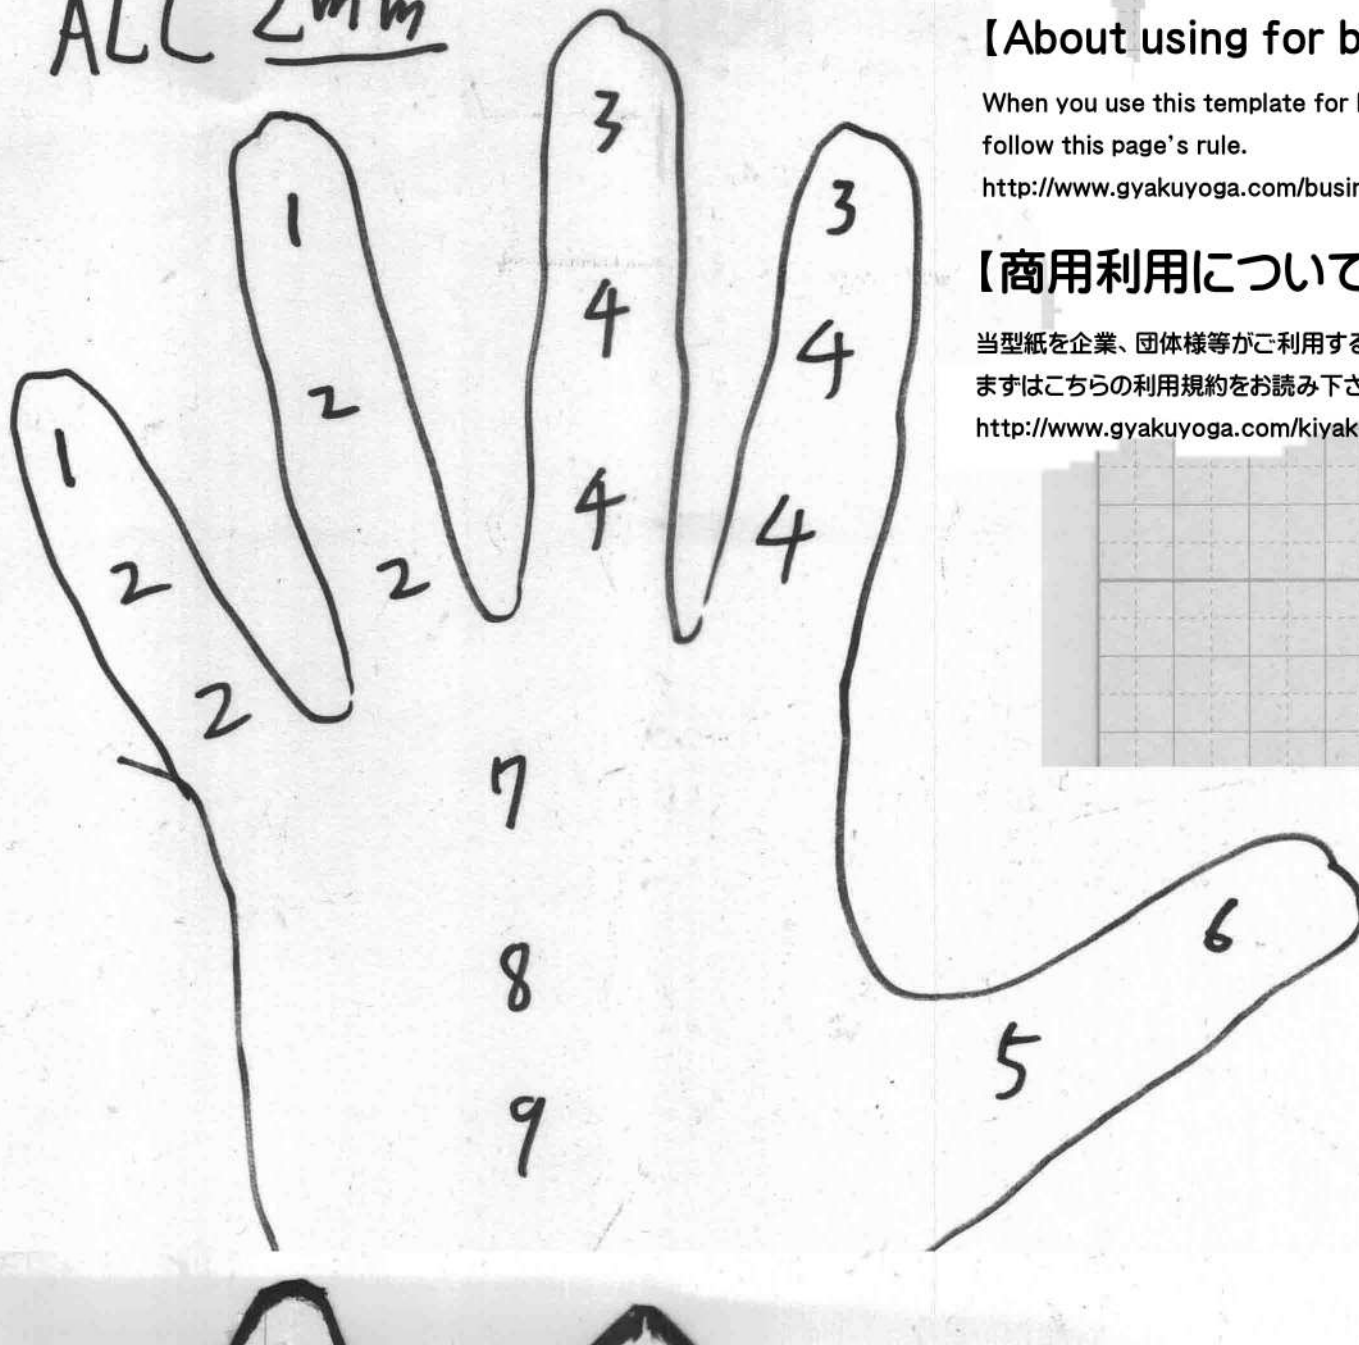 ALL 2mm
【About using for b
When you use this template for
follow this page's rule.
http://www.gyakuyoga.com/busin
【商用利用について
当型紙を企業、団体様等がご利用する
まずはこちらの利用規約をお読み下さ
http://www.gyakuyoga.com/kiyak
3
1
3
4
4
2
1
4
4
2
2
2
7
6
8
5
9